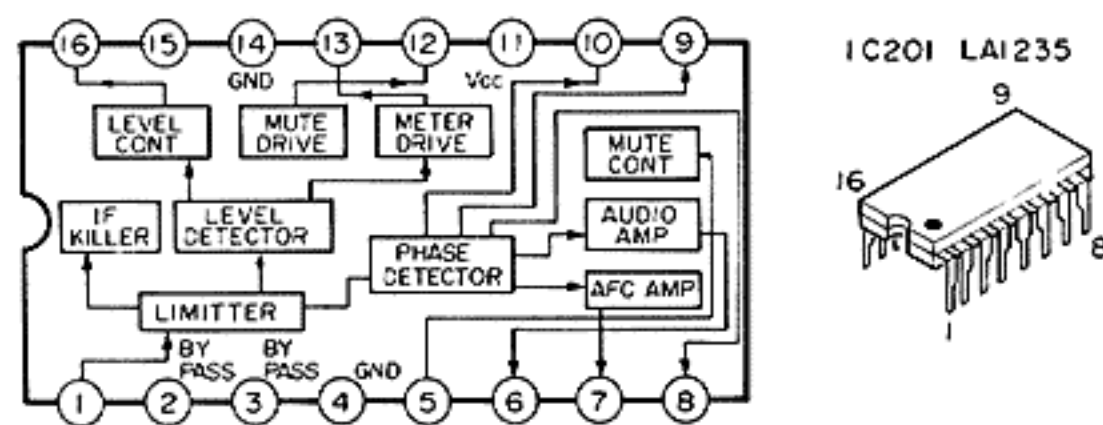 16 15 14 13 12 11 10 9
GND
Vcc
LEVEL
CONT
MUTE
DRIVE
METER
DRIVE
MUTE
CONT
IF
KILLER
LEVEL
DETECTOR
PHASE
DETECTOR
AUDIO
AMP
AFC AMP
LIMITTER
BY
PASS
BY
PASS
GND
1 2 3 4 5 6 7 8
IC201 LA1235
9
16
8
1